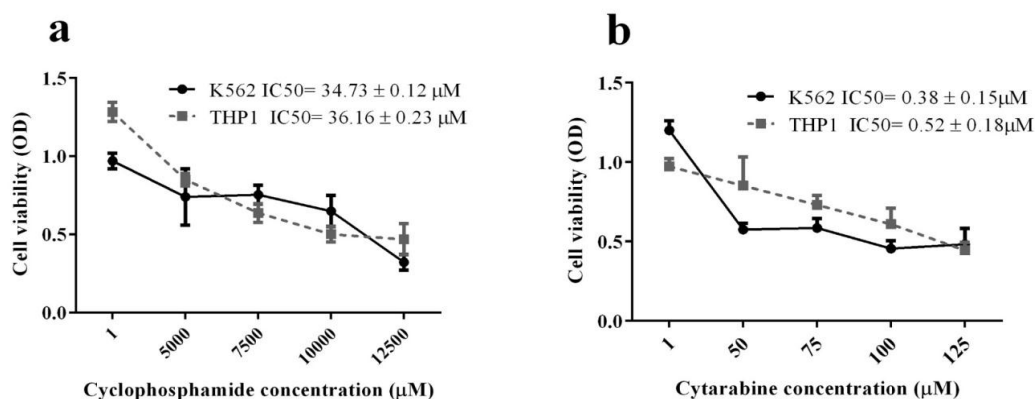 a
K562 IC50= 34.73 ± 0.12 µM
THP1 IC50= 36.16 ± 0.23 µM
Cell viability (OD)
1.5
1.0
0.5
0.0
1
5000
7500
10000
12500
Cyclophosphamide concentration (µM)
b
K562 IC50= 0.38 ± 0.15µM
THP1 IC50= 0.52 ± 0.18µM
Cell viability (OD)
1.5
1.0
0.5
0.0
1
50
75
100
125
Cytarabine concentration (µM)